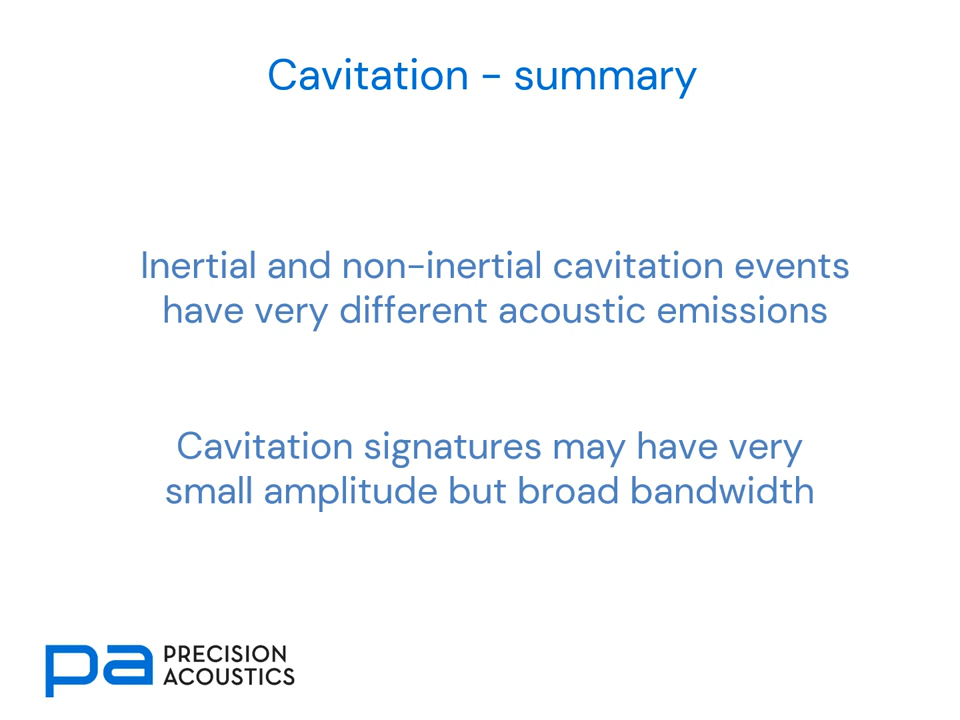 Cavitation - summary
Inertial and non-inertial cavitation events
have very different acoustic emissions
Cavitation signatures may have very
small amplitude but broad bandwidth
pa PRECISION
ACOUSTICS